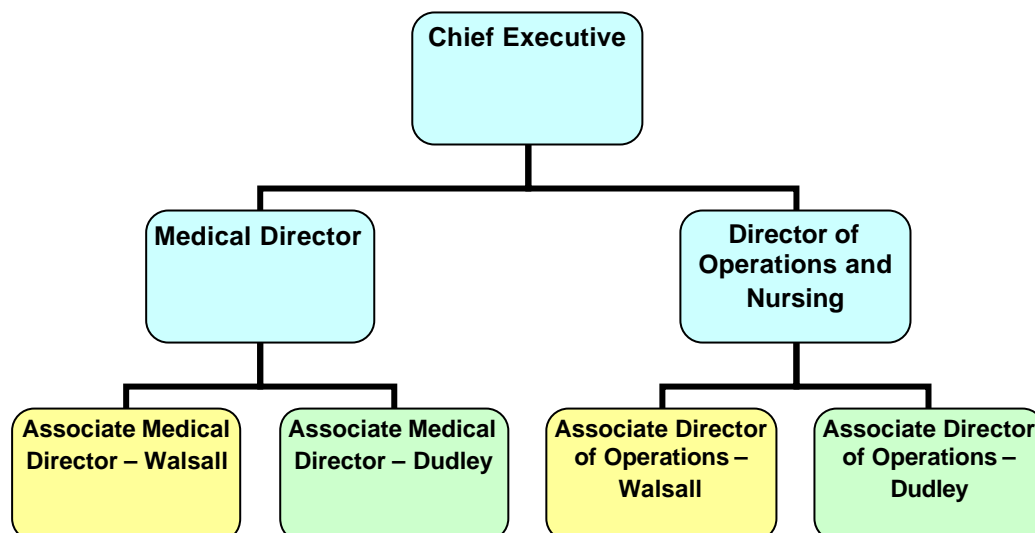 Chief Executive
Medical Director
Director of
Operations and
Nursing
Associate Medical
Director – Walsall
Associate Medical
Director – Dudley
Associate Director
of Operations –
Walsall
Associate Director
of Operations –
Dudley